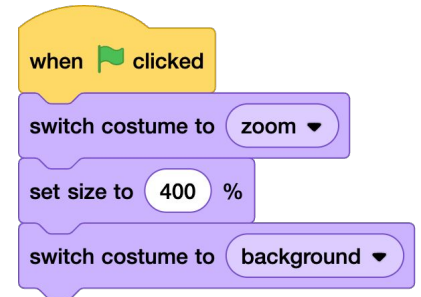 when clicked
switch costume to zoom
set size to 400 %
switch costume to background